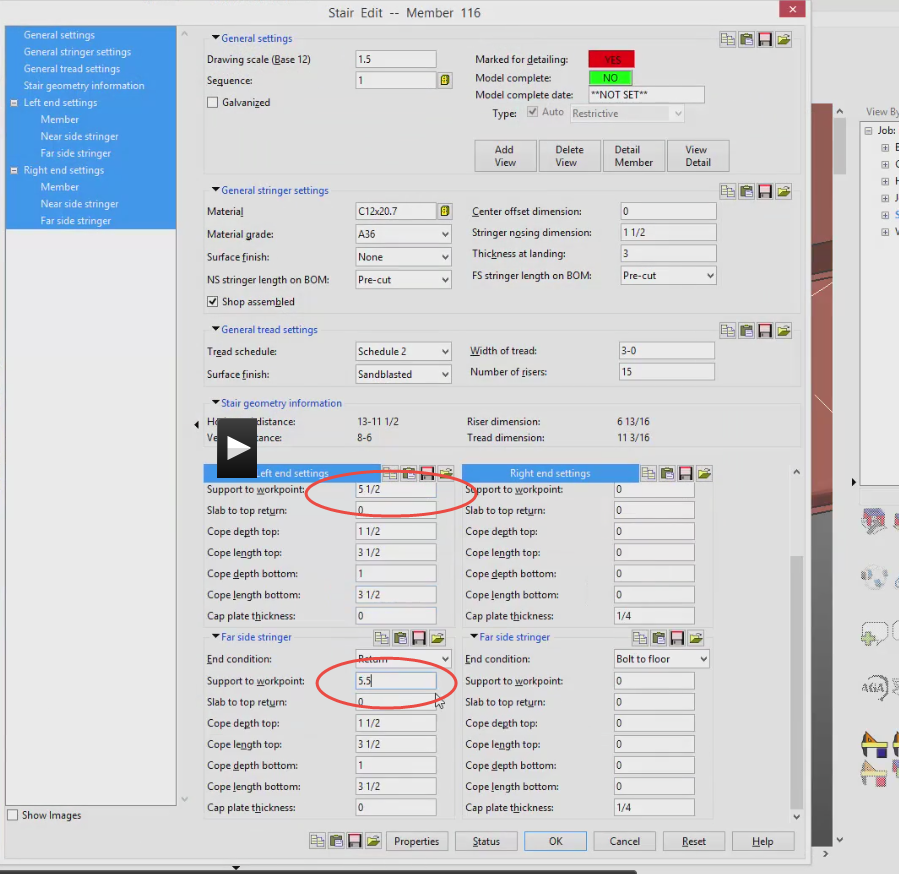 Stair Edit -- Member 116
General settings
General stringer settings
General tread settings
Stair geometry information
Left end settings
Member
Near side stringer
Far side stringer
Right end settings
Member
Near side stringer
Far side stringer
Show Images
General settings
Drawing scale (Base 12) 1.5
Sequence: 1
Galvanized
Marked for detailing: YES
Model complete: NO
Model complete date: **NOT SET**
Type: Auto Restrictive
Add View
Delete View
Detail Member
View Detail
General stringer settings
Material C12x20.7
Material grade: A36
Surface finish: None
NS stringer length on BOM: Pre-cut
Shop assembled
Center offset dimension: 0
Stringer nosing dimension: 1 1/2
Thickness at landing: 3
FS stringer length on BOM: Pre-cut
General tread settings
Tread schedule: Schedule 2
Surface finish: Sandblasted
Width of tread: 3-0
Number of risers: 15
Stair geometry information
istance: 13-11 1/2
tance: 8-6
Riser dimension: 6 13/16
Tread dimension: 11 3/16
Left end settings
Support to workpoint: 5 1/2
Slab to top return: 0
Cope depth top: 1 1/2
Cope length top: 3 1/2
Cope depth bottom: 1
Cope length bottom: 3 1/2
Cap plate thickness: 0
Right end settings
Support to workpoint: 0
Slab to top return: 0
Cope depth top: 0
Cope length top: 0
Cope depth bottom: 0
Cope length bottom: 0
Cap plate thickness: 1/4
Far side stringer
End condition: Return
Support to workpoint: 5.5
Slab to top return: 0
Cope depth top: 1 1/2
Cope length top: 3 1/2
Cope depth bottom: 1
Cope length bottom: 3 1/2
Cap plate thickness: 0
Far side stringer
End condition: Bolt to floor
Support to workpoint: 0
Slab to top return: 0
Cope depth top: 0
Cope length top: 0
Cope depth bottom: 0
Cope length bottom: 0
Cap plate thickness: 1/4
Properties
Status
OK
Cancel
Reset
Help
View By
Job:
AGA